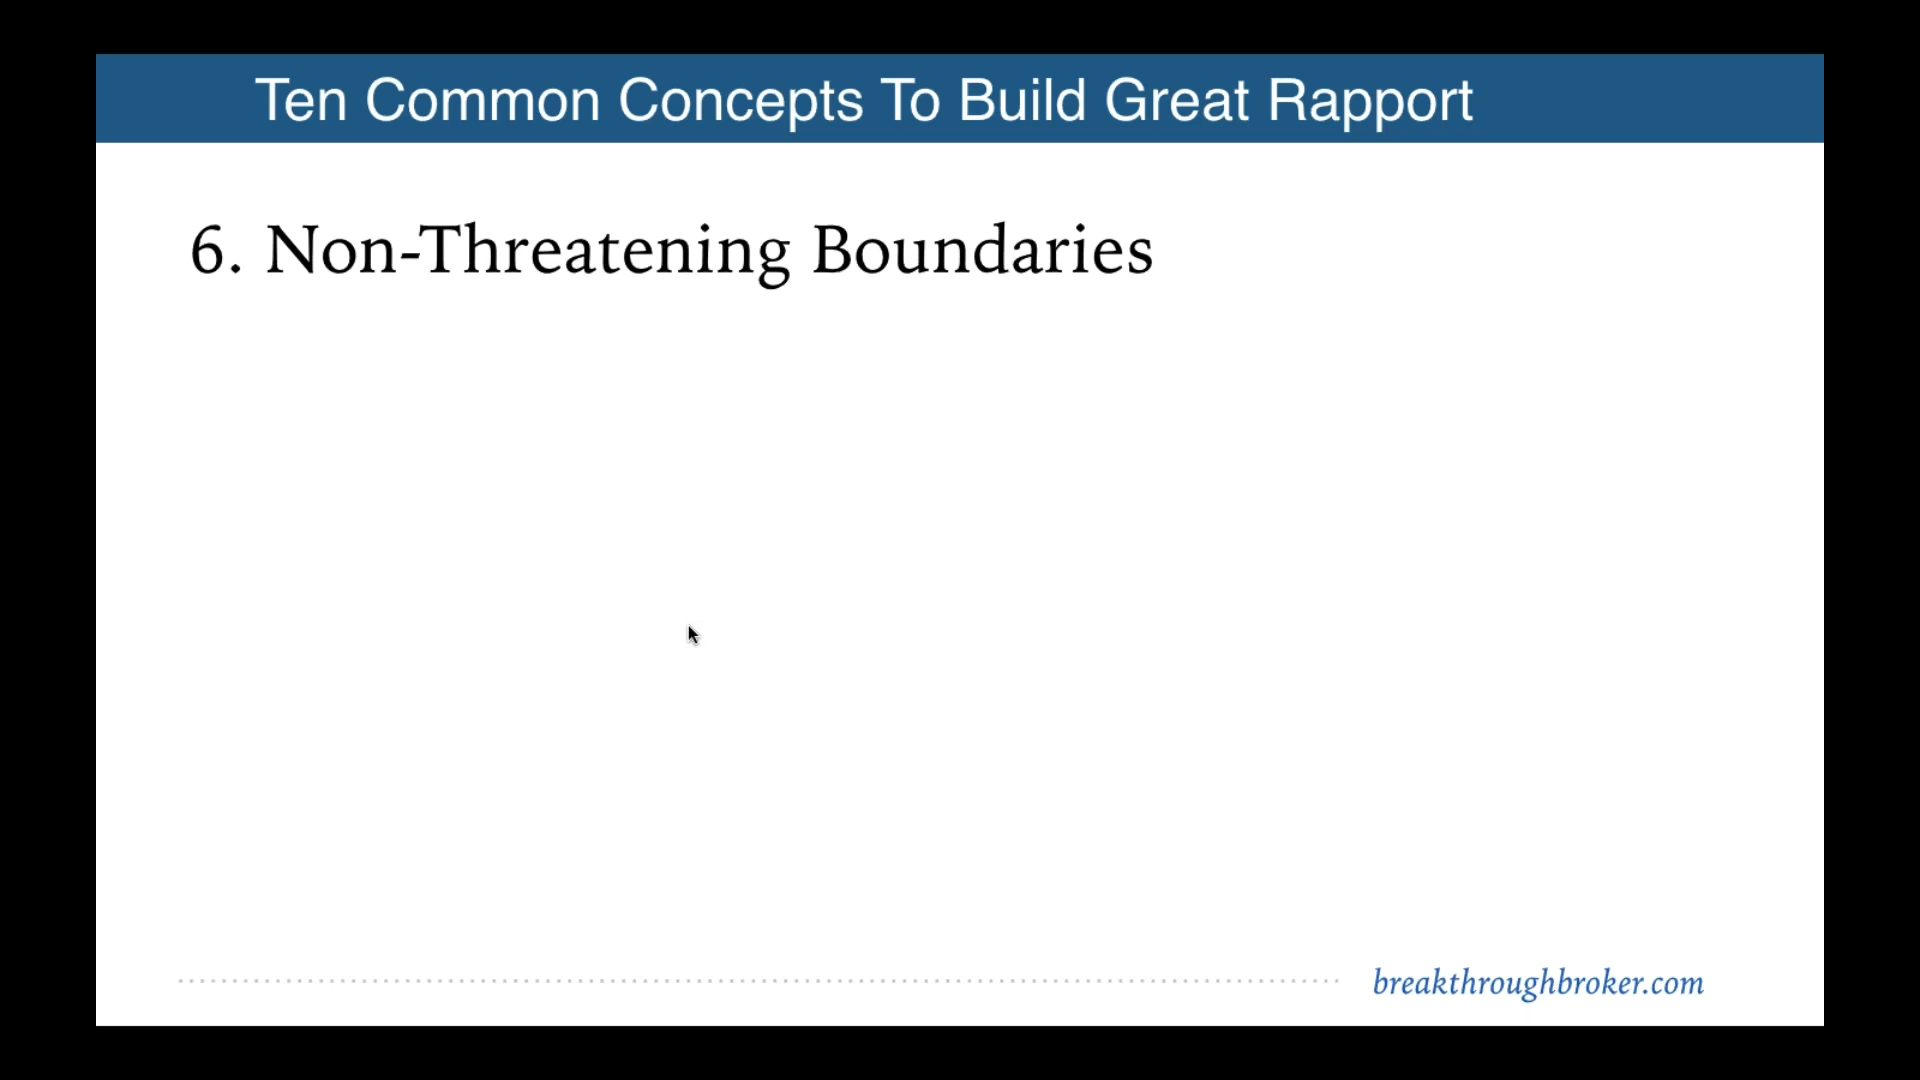 Ten Common Concepts To Build Great Rapport
6. Non-Threatening Boundaries
breakthroughbroker.com